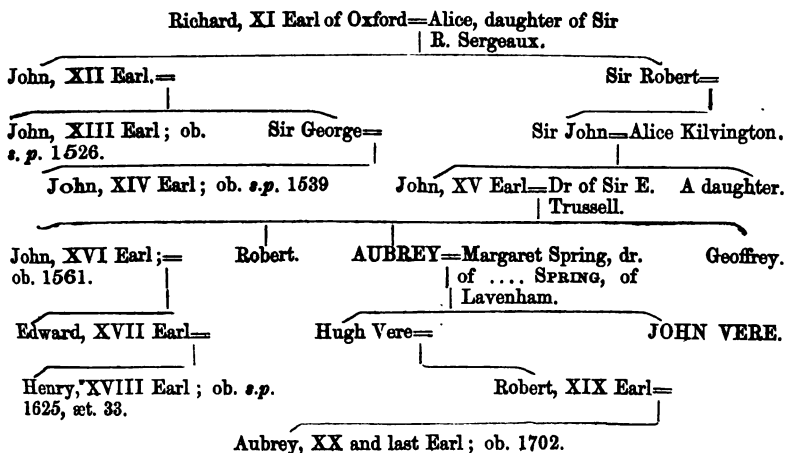 Richard, XI Earl of Oxford=Alice, daughter of Sir
R. Sergeaux.
John, XII Earl.= Sir Robert=
John, XIII Earl; ob. Sir George= Sir John=Alice Kilvington.
s. p. 1526.
John, XIV Earl; ob. s.p. 1539 John, XV Earl=Dr of Sir E. A daughter.
Trussell.
John, XVI Earl;= Robert. AUBREY=Margaret Spring, dr. Geoffrey.
ob. 1561. of .... SPRING, of
Lavenham.
Edward, XVII Earl= Hugh Vere= JOHN VERE.
Henry, XVIII Earl; ob. s.p. Robert, XIX Earl=
1625, æt. 33.
Aubrey, XX and last Earl; ob. 1702.